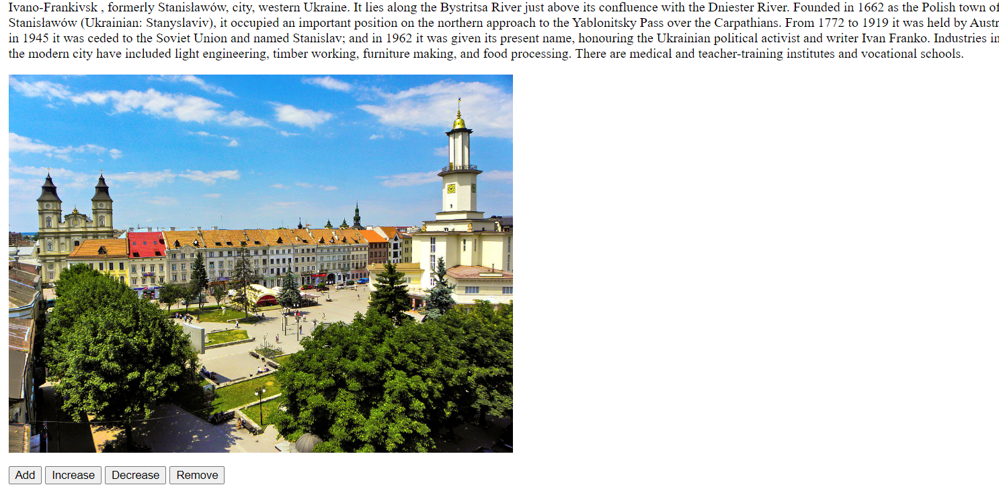 Ivano-Frankivsk , formerly Stanisławów, city, western Ukraine. It lies along the Bystritsa River just above its confluence with the Dniester River. Founded in 1662 as the Polish town of
Stanisławów (Ukrainian: Stanyslaviv), it occupied an important position on the northern approach to the Yablonitsky Pass over the Carpathians. From 1772 to 1919 it was held by Austr
in 1945 it was ceded to the Soviet Union and named Stanislav; and in 1962 it was given its present name, honouring the Ukrainian political activist and writer Ivan Franko. Industries in
the modern city have included light engineering, timber working, furniture making, and food processing. There are medical and teacher-training institutes and vocational schools.
Add Increase Decrease Remove